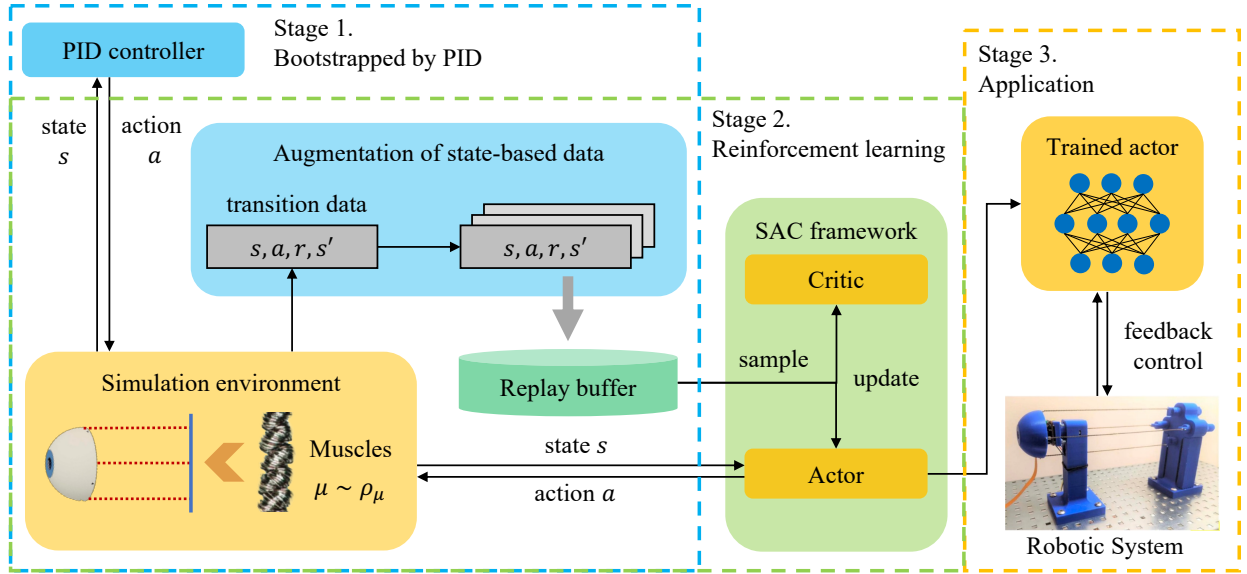 PID controller
Stage 1.
Bootstrapped by PID
state
s
action
a
Augmentation of state-based data
transition data
s, a, r, s′
s, a, r, s′
Replay buffer
Simulation environment
Muscles
μ ~ ρμ
state s
action a
Stage 2.
Reinforcement learning
SAC framework
Critic
sample
update
Actor
Stage 3.
Application
Trained actor
feedback
control
Robotic System